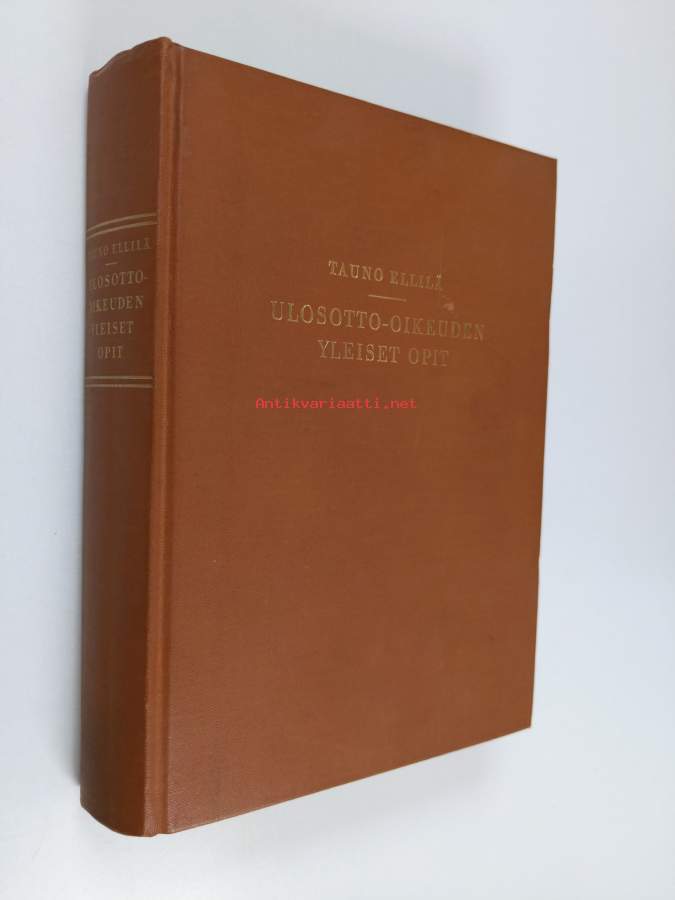 TAUNO ELLILÄ
ULOSOTTO-
OIKEUDEN
YLEISET
OPIT
TAUNO ELLILÄ
ULOSOTTO-OIKEUDEN
YLEISET OPIT
Antikvariaatti.net